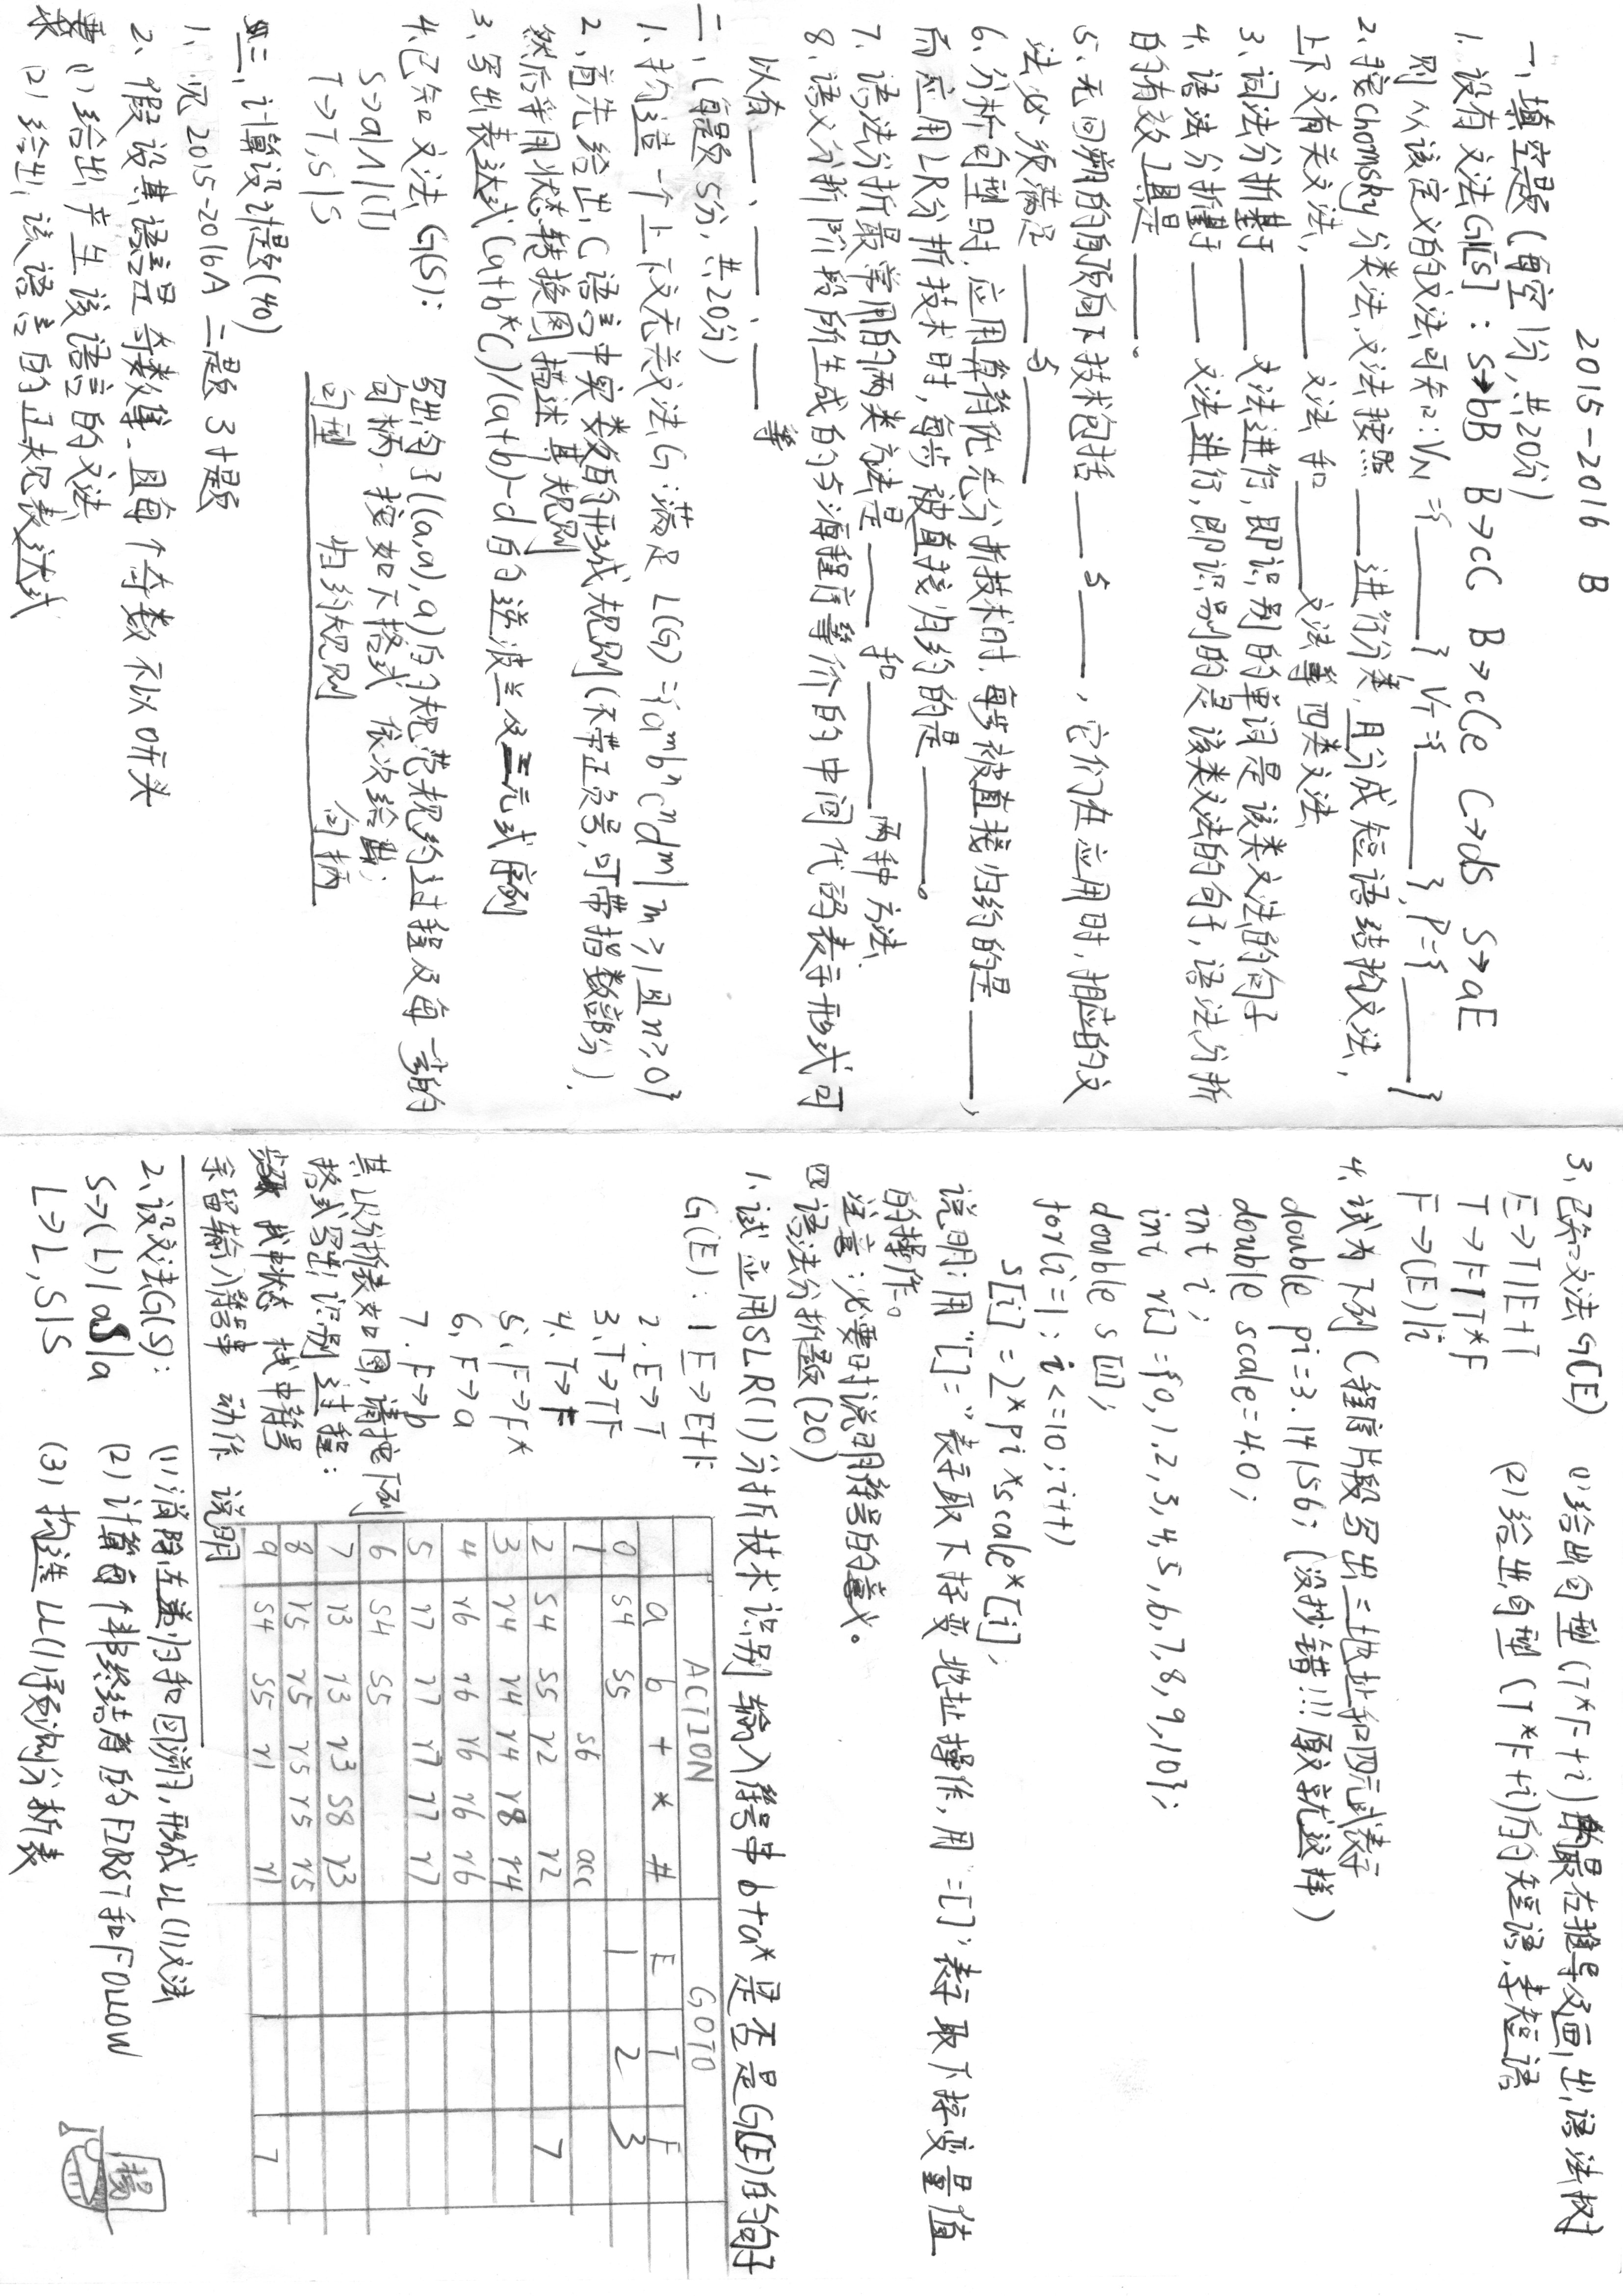 2015-2016 B
一、填空题(每空1分,共20分)
1. 设有文法G[S]: S→bB B→cC B→cCe C→dS S→aE
则从该定义的文法可知:VN={______},VT={______},P={______}
2、按Chomsky分类法,文法按照____进行分类,且分成短语结构文法,
上下文有关文法,____文法和____文法等四类文法
3、词法分析基于____文法进行,即识别的单词是该类文法的句子
4、语法分析基于____文法进行,即识别的是该类文法的句子,语法分析
的有效工具是____。
5、无回溯的自顶向下技术包括____与____,它们在应用时,相应的文
法必须满足____与____
6、分析句型时,应用算符优先分析技术时,每步被直接归约的是____,
而应用LR分析技术时,每步被直接归约的是____。
7、语法分析最常用的两类方法是____和____两种方法.
8、语义分析阶段所生成的与源程序等价的中间代码表示形式可
以有___、____、____等
二、(每题5分,共20分)
1、构造一个上下文无关文法G:满足 L(G)={a^m b^n c^n d^m| m≥1且n≥0}
2、首先给出C语言中实数的形成规则(不带正负号,可带指数部分),
然后采用状态转换图描述其规则
3、写出表达式(a+b*c)/(a+b)-d的逆波兰及三元式序列
4.已知文法G(S): 写出句子((a,a),a)的规范规约过程及每一步的
句柄.按如下格式依次给出:
S→a|∧|(T)
T→T,S|S
句型 归约规则 句柄
三、计算设计题(40)
1、见2015-2016A 二题3小题
2、假设某语言是奇数集,且每个奇数不以0开头
要求 (1)给出产生该语言的文法
(2)给出该语言的正规表达式
3、已知文法G[E) (1)给出句型(T*F+i)的最右推导及画出语法树
E→T|E+T (2)给出句型(T*F+i)的短语,素短语
T→F|T*F
F→(E)|i
4、试为下列C程序片段写出三地址和四元式表示
double pi=3.14156; (没抄错!!!原文就这样)
double scale=4.0;
int i;
int r[]={0,1,2,3,4,5,6,7,8,9,10};
double s[11];
for(i=1; i<=10; i++)
s[i]=2*pi*scale*[i];
说明:用"[]="表示取下标变地址操作,用"=[]"表示取下标变量值
的操作。
注意:必要时说明符号的意义。
四 语法分析题(20)
1.试应用SLR(1)分析技术识别输入符号串b+a*是否是G[E)的句子
G(E): 1 E→E+F
2. E→T
3、T→TF
4. T→F
5、F→F*
6、F→a
7. F→b
其LR分析表如图,请按下列
格式写出识别过程:
步骤 栈中状态 栈中符号
余留输入符号串 动作 说明
ACTION GOTO
a b + * # E T F
0 s4 s5 1 2 3
1 s6 acc
2 s4 s5 r2 r2 7
3 r4 r4 r4 r8 r4
4 r6 r6 r6 r6 r6
5 r7 r7 r7 r7 r7
6 s4 s5
7 r3 r3 r3 s8 r3
8 r5 r5 r5 r5 r5
9 s4 s5 r1 r1 7
2、设文法G(S): (1)消除左递归和回溯,形成LL(1)文法
S→(L)|aS|a (2)计算每个非终结符的FIRST和FOLLOW
L→L,S|S (3)构造LL(1)预测分析表
楊